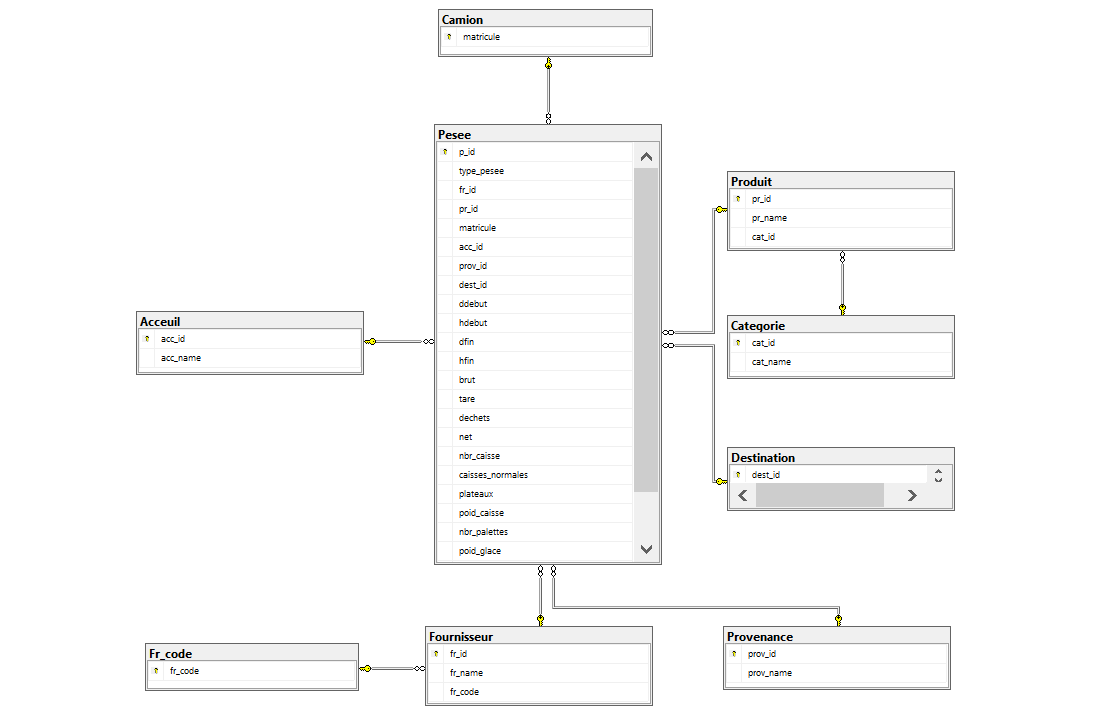 Camion
matricule
Pesee
p_id
type_pesee
fr_id
pr_id
matricule
acc_id
prov_id
dest_id
ddebut
hdebut
dfin
hfin
brut
tare
dechets
net
nbr_caisse
caisses_normales
plateaux
poid_caisse
nbr_palettes
poid_glace
Produit
pr_id
pr_name
cat_id
Acceuil
acc_id
acc_name
Categorie
cat_id
cat_name
Destination
dest_id
Fr_code
fr_code
Fournisseur
fr_id
fr_name
fr_code
Provenance
prov_id
prov_name